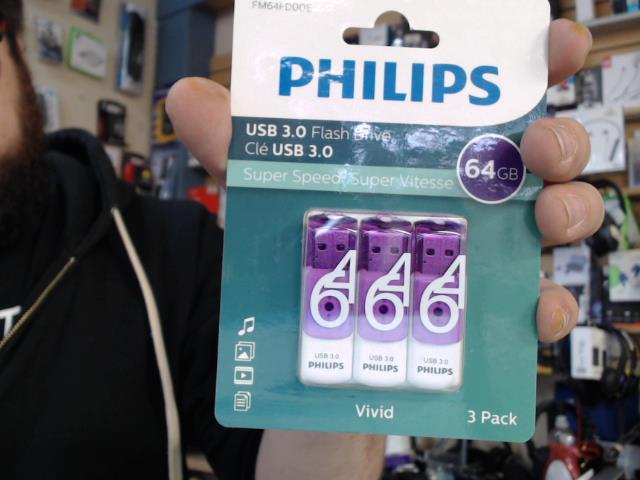 PHILIPS
USB 3.0 Flash Drive
Clé USB 3.0
Super Speed/Super Vitesse
64GB
64 64 64
USB 3.0 USB 3.0 USB 3.0
PHILIPS PHILIPS PHILIPS
Vivid
3 Pack